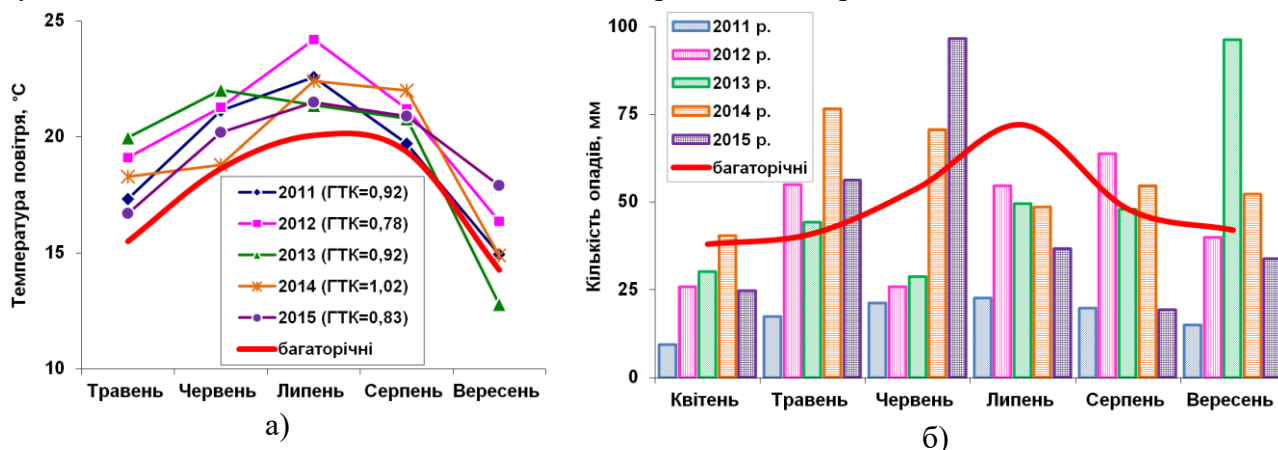 Температура повітря, °С
25
20
15
10
2011 (ГТК=0,92)
2012 (ГТК=0,78)
2013 (ГТК=0,92)
2014 (ГТК=1,02)
2015 (ГТК=0,83)
багаторічні
Травень Червень Липень Серпень Вересень
а)
Кількість опадів, мм
100
75
50
25
0
2011 р.
2012 р.
2013 р.
2014 р.
2015 р.
багаторічні
Квітень Травень Червень Липень Серпень Вересень
б)